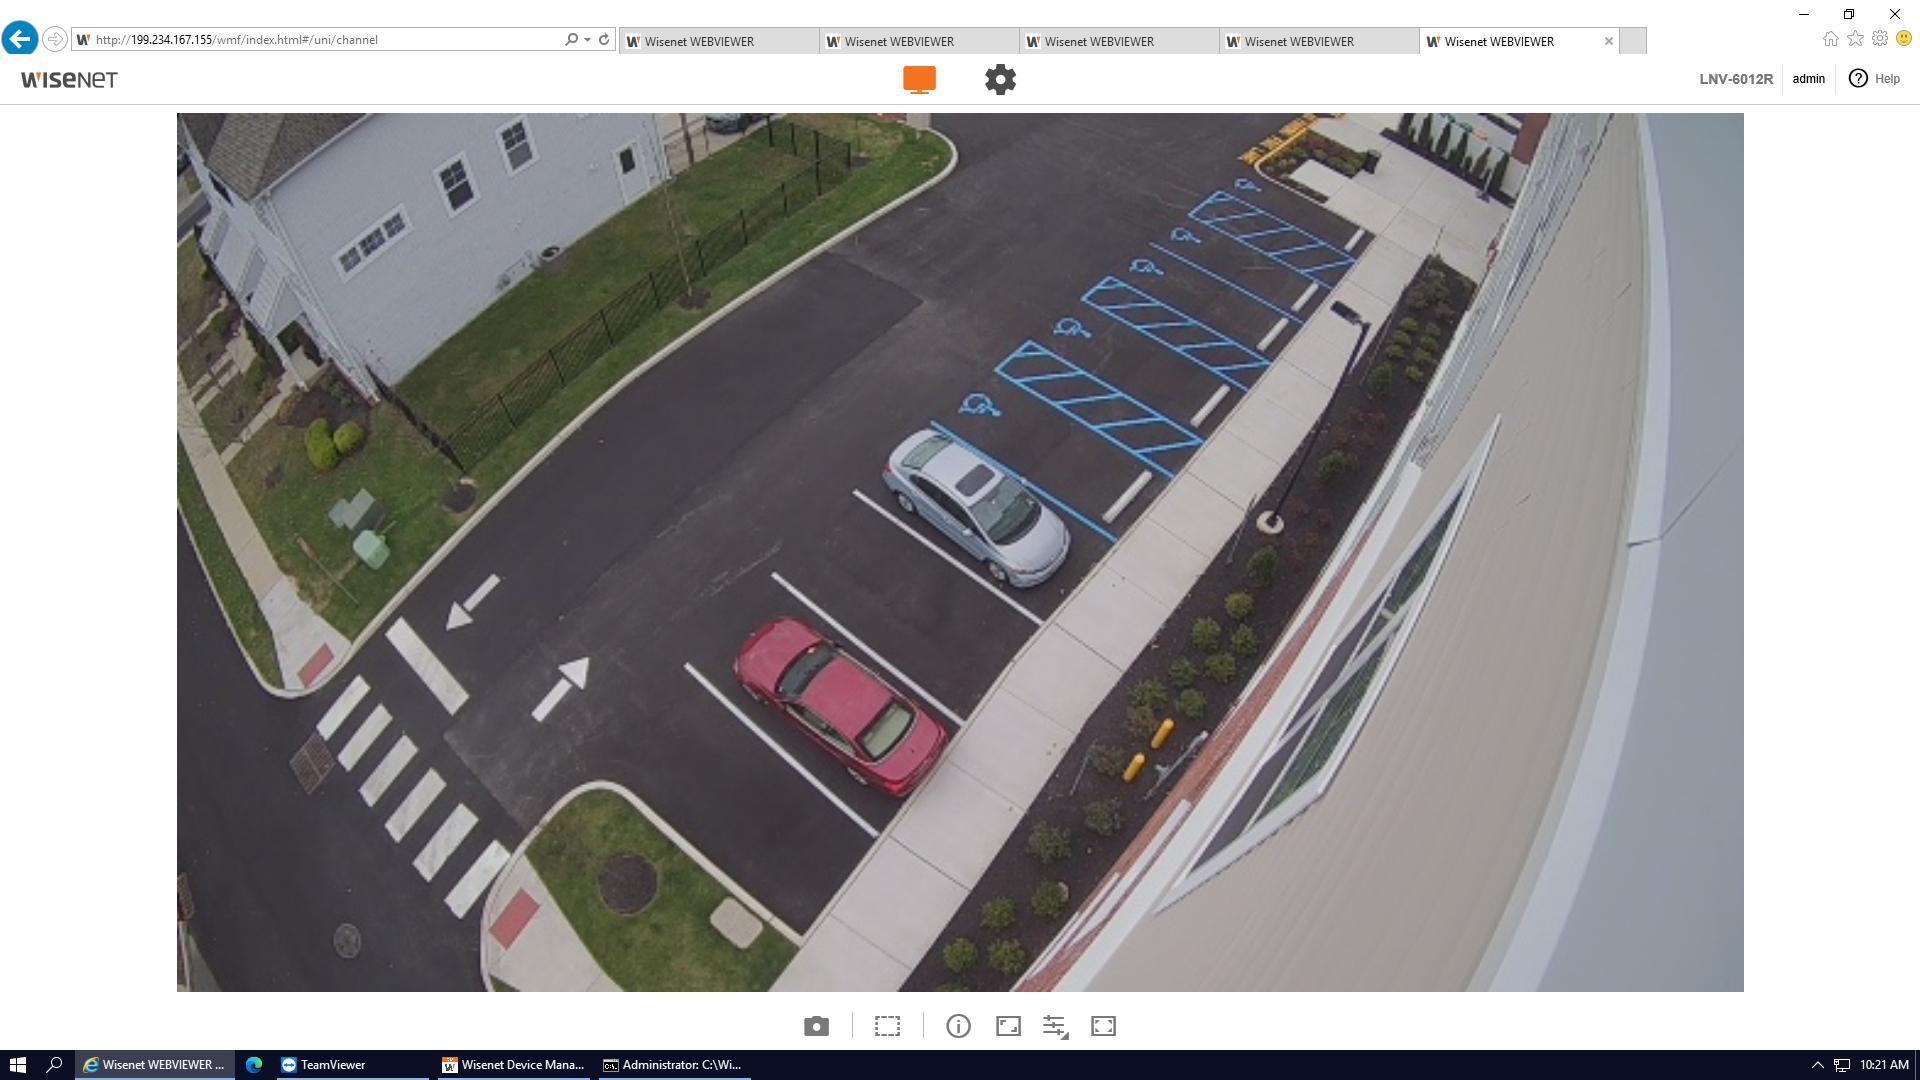 http://199.234.167.155/wmf/index.html#/uni/channel
Wisenet WEBVIEWER
Wisenet WEBVIEWER
Wisenet WEBVIEWER
Wisenet WEBVIEWER
Wisenet WEBVIEWER
WISENET
LNV-6012R
admin
? Help
Wisenet WEBVIEWER ...
TeamViewer
Wisenet Device Mana...
Administrator: C:\Wi...
10:21 AM